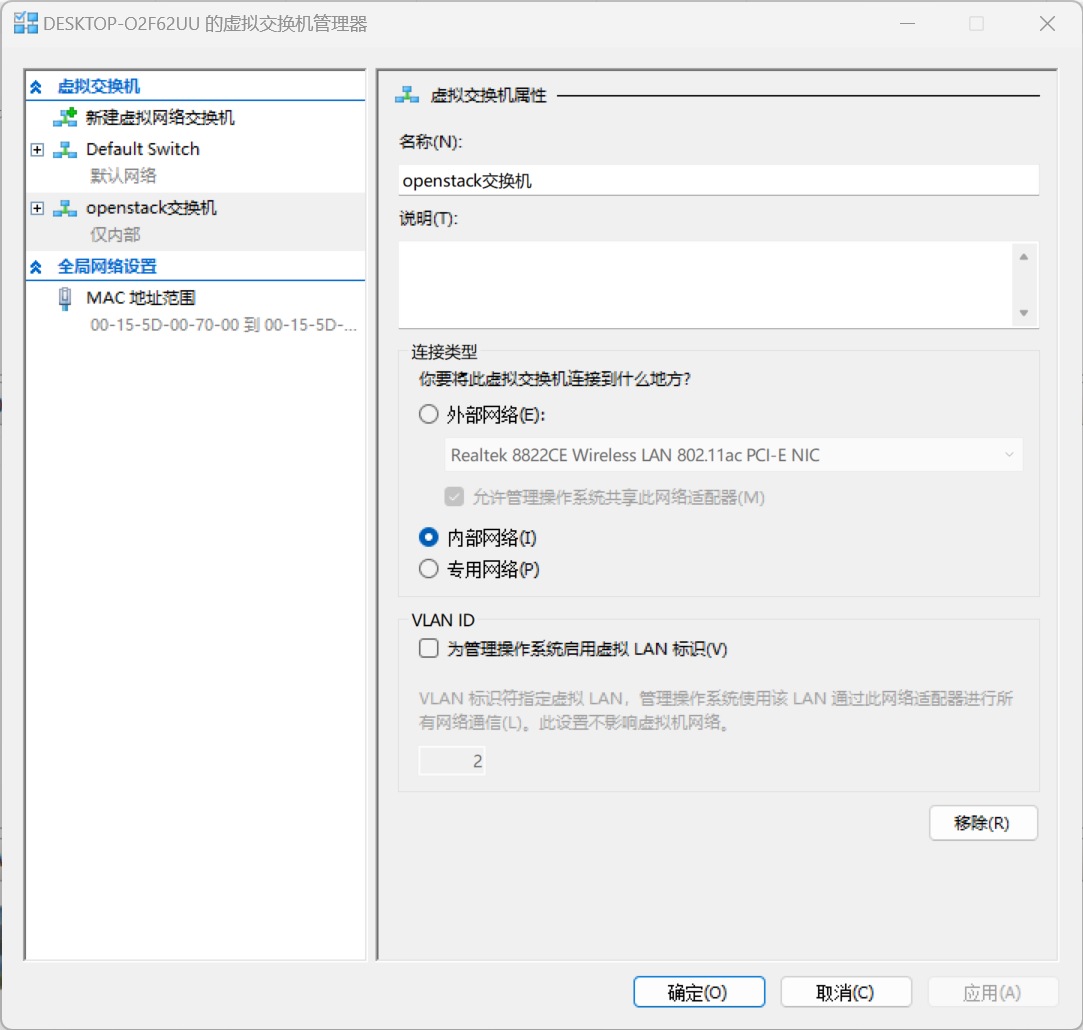 DESKTOP-O2F62UU 的虚拟交换机管理器
虚拟交换机
新建虚拟网络交换机
Default Switch
默认网络
openstack交换机
仅内部
全局网络设置
MAC 地址范围
00-15-5D-00-70-00 到 00-15-5D-...
虚拟交换机属性
名称(N):
openstack交换机
说明(T):
连接类型
你要将此虚拟交换机连接到什么地方?
外部网络(E):
Realtek 8822CE Wireless LAN 802.11ac PCI-E NIC
允许管理操作系统共享此网络适配器(M)
内部网络(I)
专用网络(P)
VLAN ID
为管理操作系统启用虚拟 LAN 标识(V)
VLAN 标识符指定虚拟 LAN，管理操作系统使用该 LAN 通过此网络适配器进行所
有网络通信(L)。此设置不影响虚拟机网络。
2
移除(R)
确定(O)
取消(C)
应用(A)